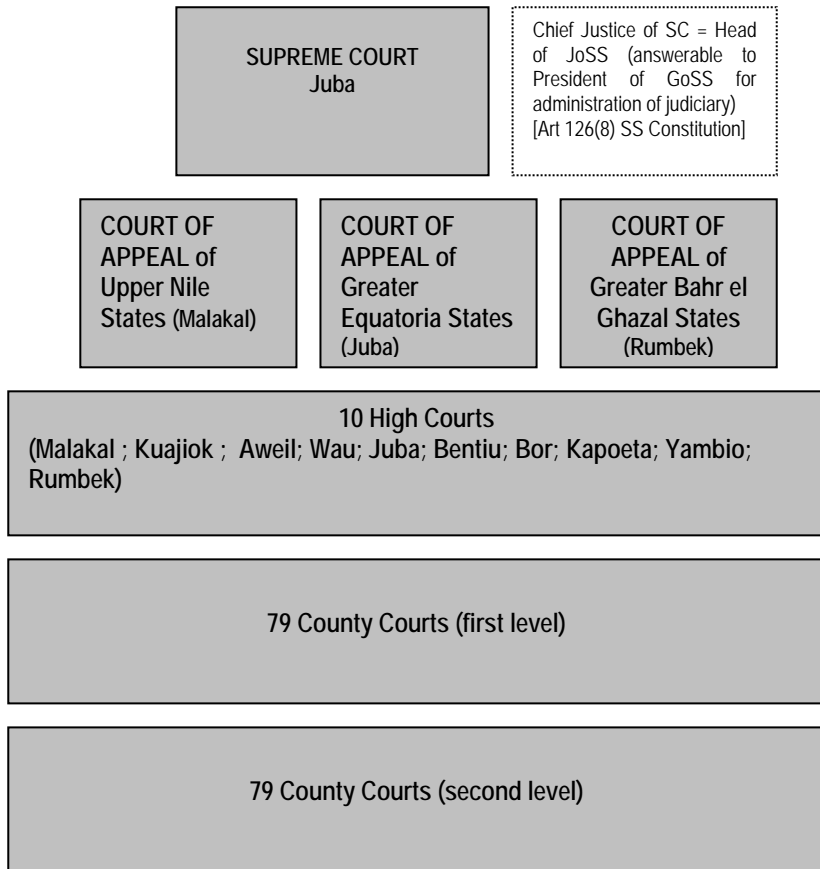 SUPREME COURT
Juba
Chief Justice of SC = Head
of JoSS (answerable to
President of GoSS for
administration of judiciary)
[Art 126(8) SS Constitution]
COURT OF
APPEAL of
Upper Nile
States (Malakal)
COURT OF
APPEAL of
Greater
Equatoria States
(Juba)
COURT OF
APPEAL of
Greater Bahr el
Ghazal States
(Rumbek)
10 High Courts
(Malakal ; Kuajiok ; Aweil; Wau; Juba; Bentiu; Bor; Kapoeta; Yambio;
Rumbek)
79 County Courts (first level)
79 County Courts (second level)